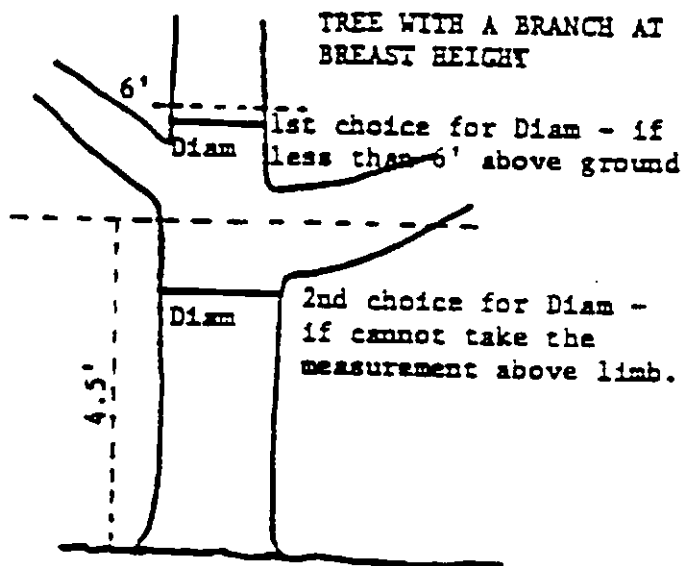 TREE WITH A BRANCH AT
BREAST HEIGHT
6'
1st choice for Diam - if
Diam
less than 6' above ground
2nd choice for Diam -
Diam
if cannot take the
measurement above limb.
4.5'